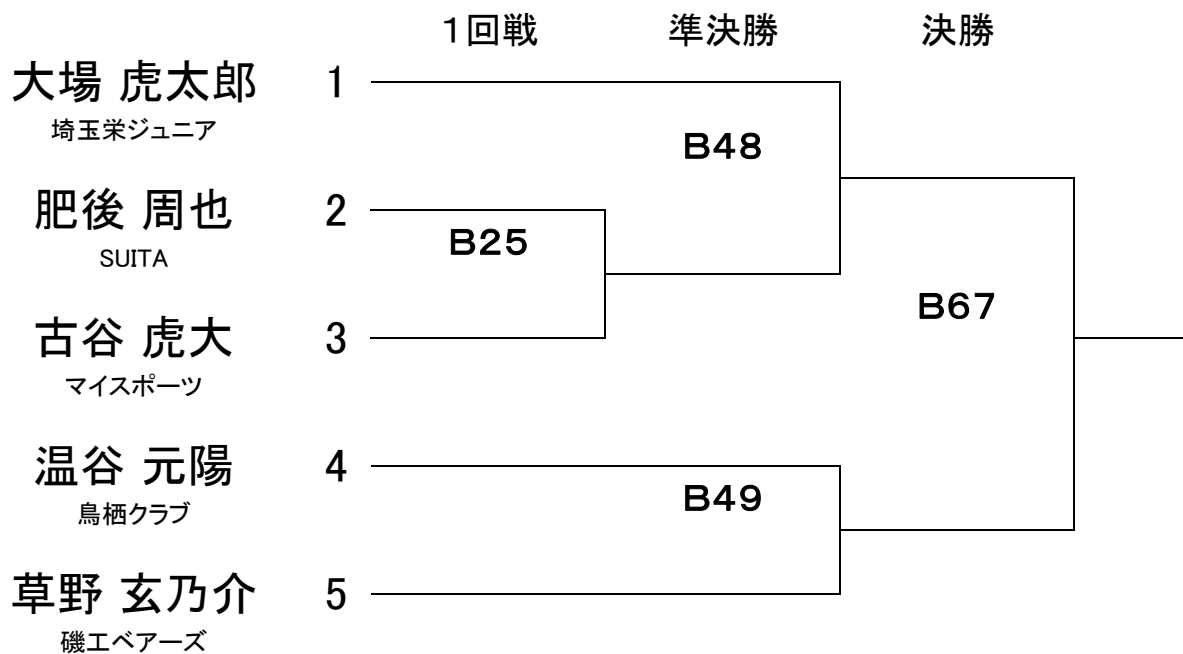 1回戦 準決勝 決勝
大場 虎太郎 1
埼玉栄ジュニア
B48
肥後 周也 2
B25
SUITA
B67
古谷 虎大 3
マイスポーツ
温谷 元陽 4
B49
鳥栖クラブ
草野 玄乃介 5
磯エベアーズ